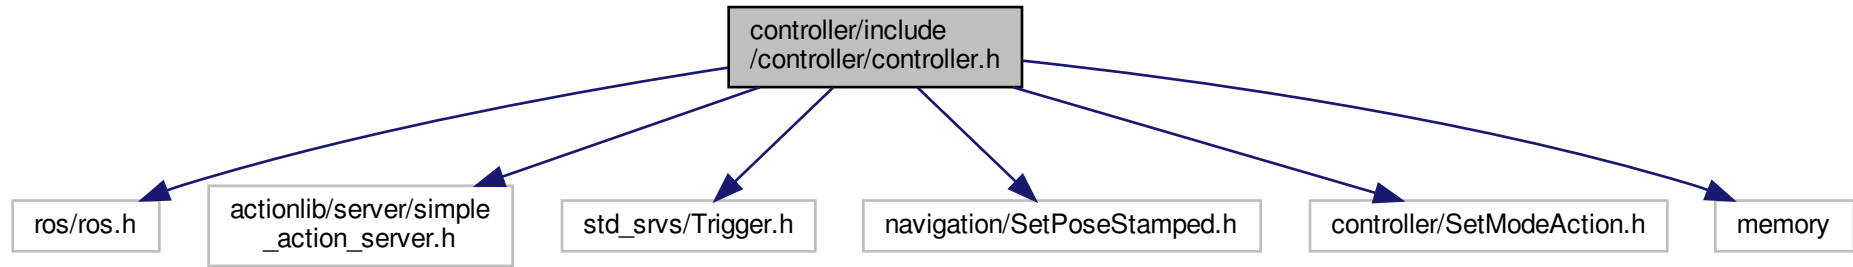 controller/include
/controller/controller.h
ros/ros.h
actionlib/server/simple
_action_server.h
std_srvs/Trigger.h
navigation/SetPoseStamped.h
controller/SetModeAction.h
memory